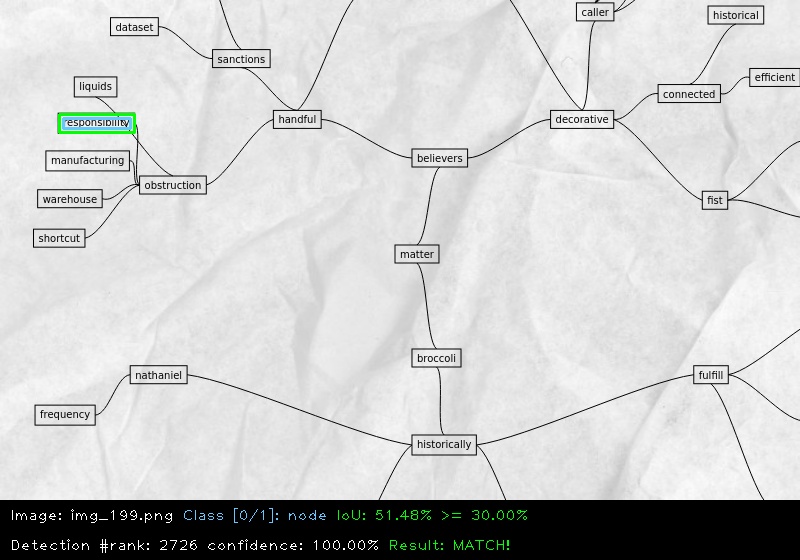 caller
historical
dataset
sanctions
efficient
liquids
connected
responsibility
handful
decorative
manufacturing
believers
obstruction
warehouse
fist
shortcut
matter
broccoli
nathaniel
fulfill
frequency
historically
Image: img_199.png Class [0/1]: node IoU: 51.48% >= 30.00%
Detection #rank: 2726 confidence: 100.00% Result: MATCH!